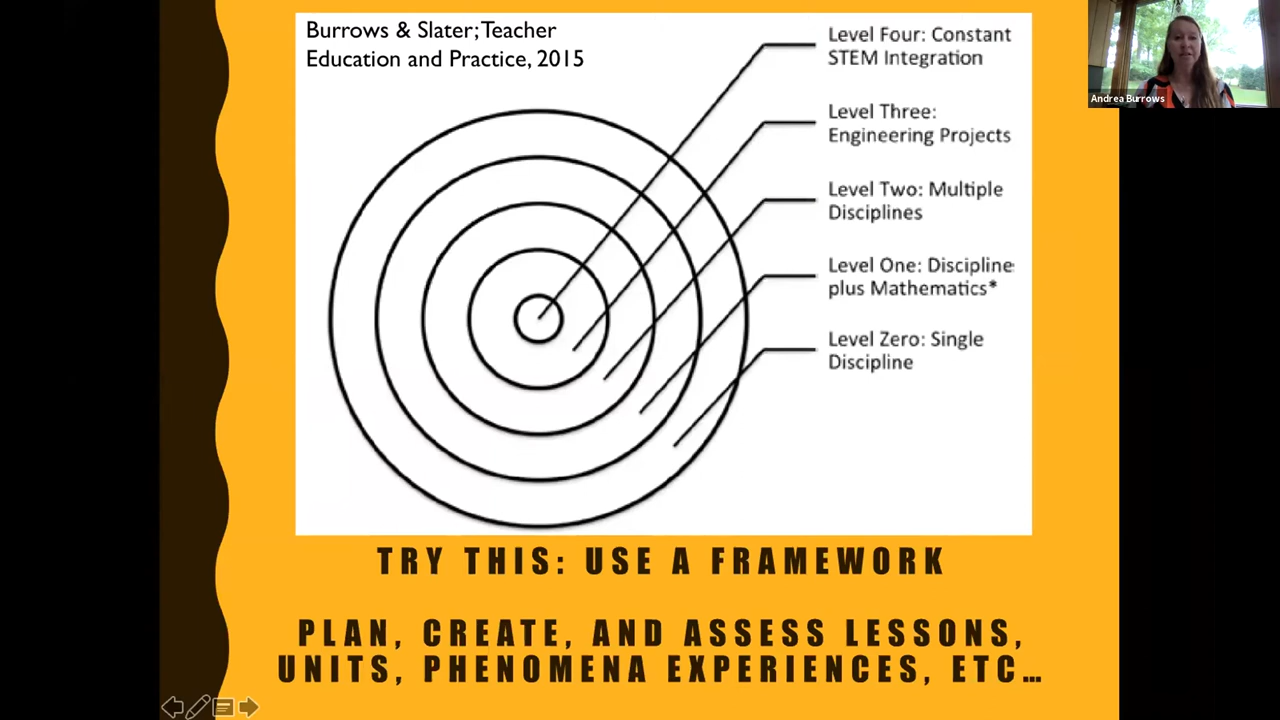 Burrows & Slater; Teacher
Education and Practice, 2015
Level Four: Constant
STEM Integration
Level Three:
Engineering Projects
Level Two: Multiple
Disciplines
Level One: Discipline
plus Mathematics*
Level Zero: Single
Discipline
TRY THIS: USE A FRAMEWORK
PLAN, CREATE, AND ASSESS LESSONS,
UNITS, PHENOMENA EXPERIENCES, ETC…
Andrea Burrows